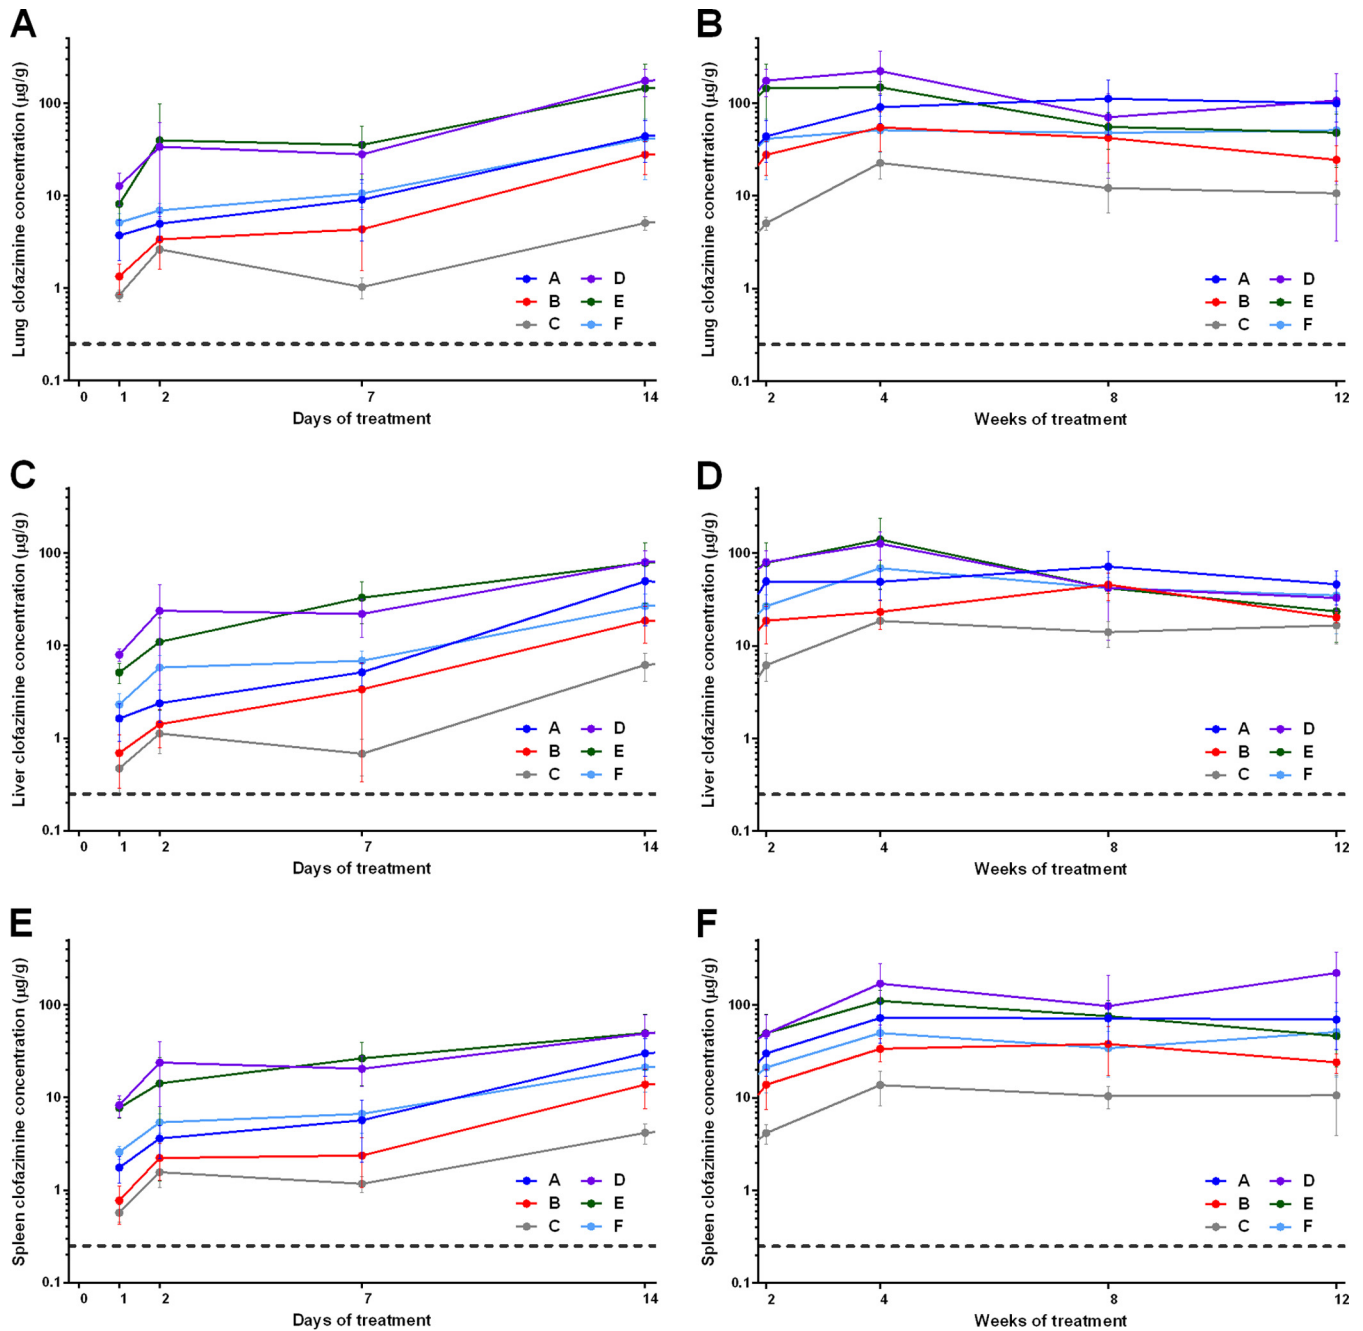 A
Lung clofazimine concentration (µg/g)
100
10
1
0.1
A D
B E
C F
0 1 2 7 14
Days of treatment
B
Lung clofazimine concentration (µg/g)
100
10
1
0.1
A D
B E
C F
2 4 8 12
Weeks of treatment
C
Liver clofazimine concentration (µg/g)
100
10
1
0.1
A D
B E
C F
0 1 2 7 14
Days of treatment
D
Liver clofazimine concentration (µg/g)
100
10
1
0.1
A D
B E
C F
2 4 8 12
Weeks of treatment
E
Spleen clofazimine concentration (µg/g)
100
10
1
0.1
A D
B E
C F
0 1 2 7 14
Days of treatment
F
Spleen clofazimine concentration (µg/g)
100
10
1
0.1
A D
B E
C F
2 4 8 12
Weeks of treatment